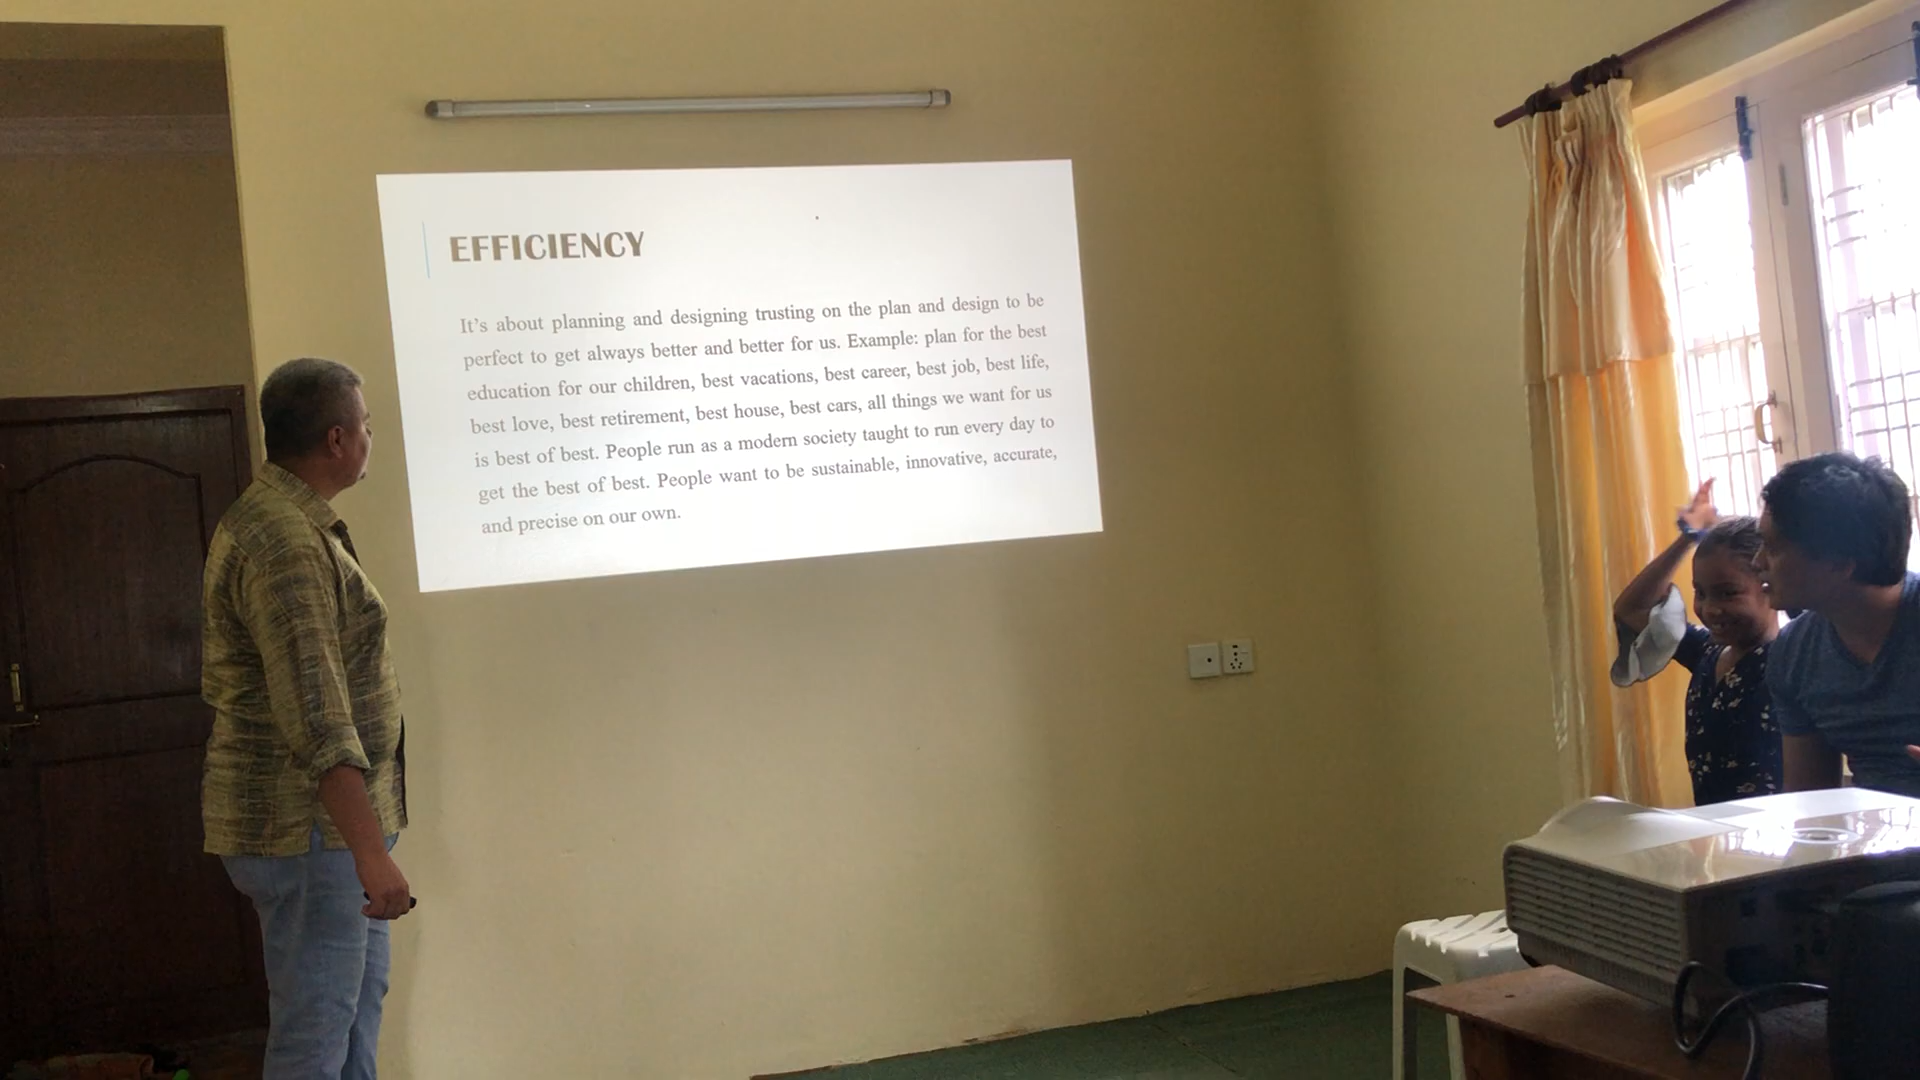 EFFICIENCY
It's about planning and designing trusting on the plan and design to be
perfect to get always better and better for us. Example: plan for the best
education for our children, best vacations, best career, best job, best life,
best love, best retirement, best house, best cars, all things we want for us
is best of best. People run as a modern society taught to run every day to
get the best of best. People want to be sustainable, innovative, accurate,
and precise on our own.